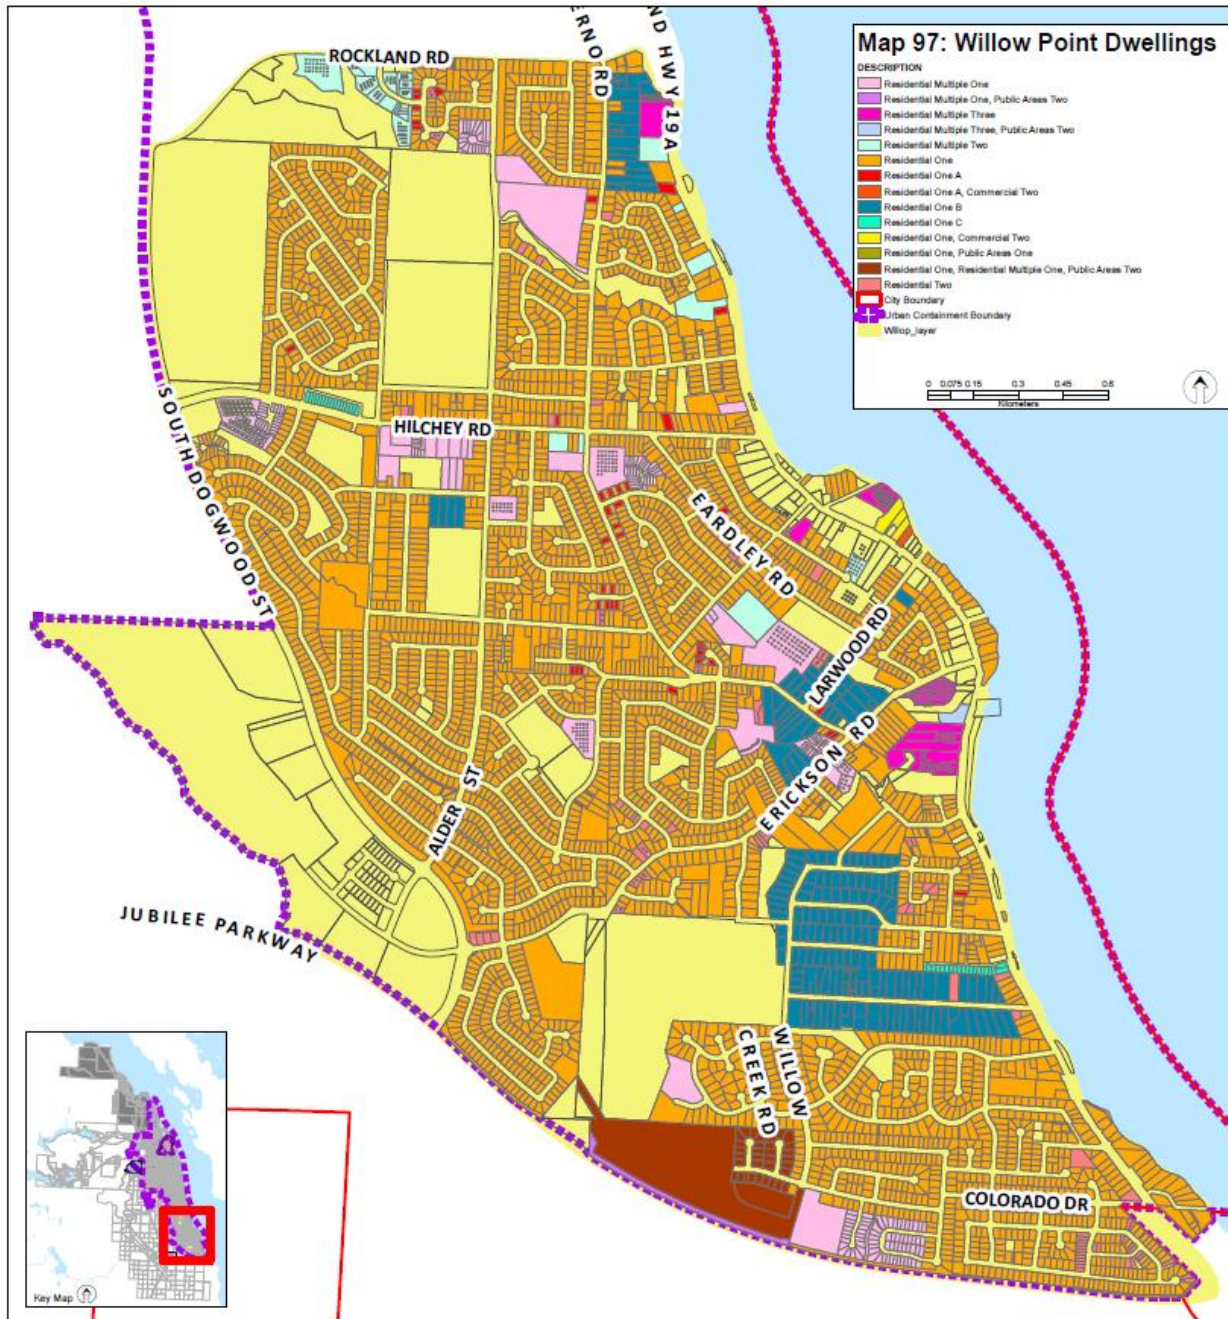 ROCKLAND RD
ERNO RD
ND HWY 19A
Map 97: Willow Point Dwellings
DESCRIPTION
Residential Multiple One
Residential Multiple One, Public Areas Two
Residential Multiple Three
Residential Multiple Three, Public Areas Two
Residential Multiple Two
Residential One
Residential One A
Residential One A, Commercial Two
Residential One B
Residential One C
Residential One, Commercial Two
Residential One, Public Areas One
Residential One, Residential Multiple One, Public Areas Two
Residential Two
City Boundary
Urban Containment Boundary
Willop_layer
0 0.075 0.15 0.3 0.45 0.6
Kilometers
SOUTH DOGWOOD ST
HILCHEY RD
EARDLEY RD
LARWOOD RD
ERICKSON RD
ALDER ST
JUBILEE PARKWAY
WILLOW
CREEK RD
COLORADO DR
Key Map